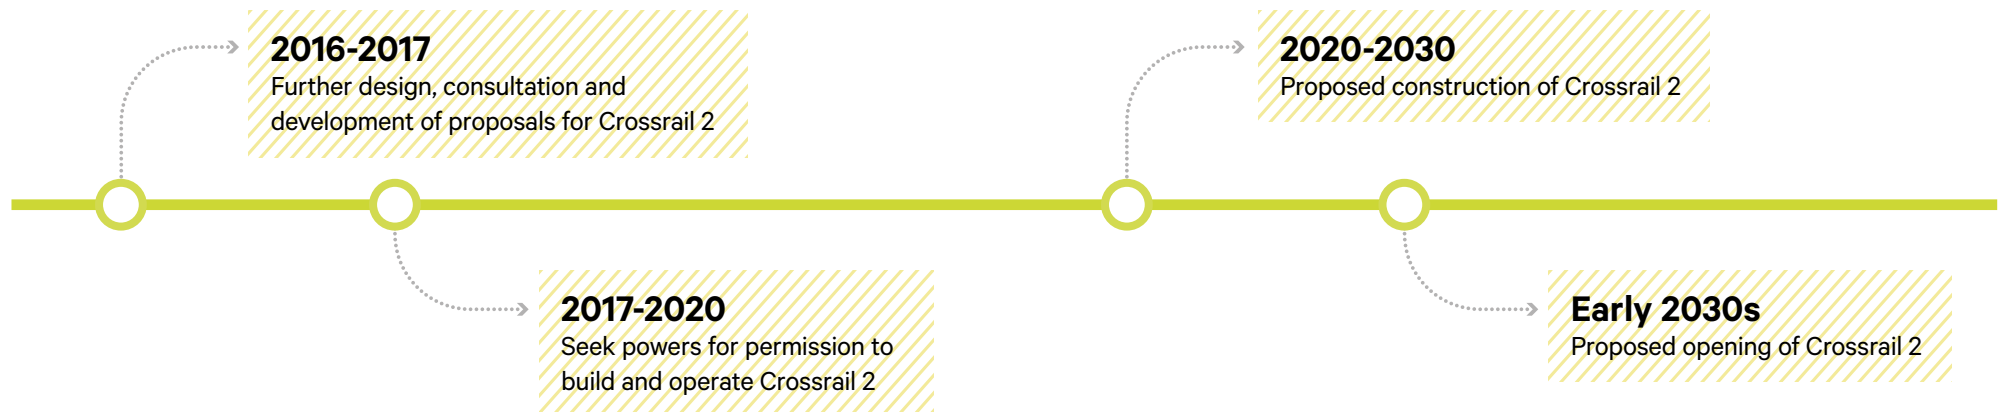 2016-2017
Further design, consultation and
development of proposals for Crossrail 2
2017-2020
Seek powers for permission to
build and operate Crossrail 2
2020-2030
Proposed construction of Crossrail 2
Early 2030s
Proposed opening of Crossrail 2